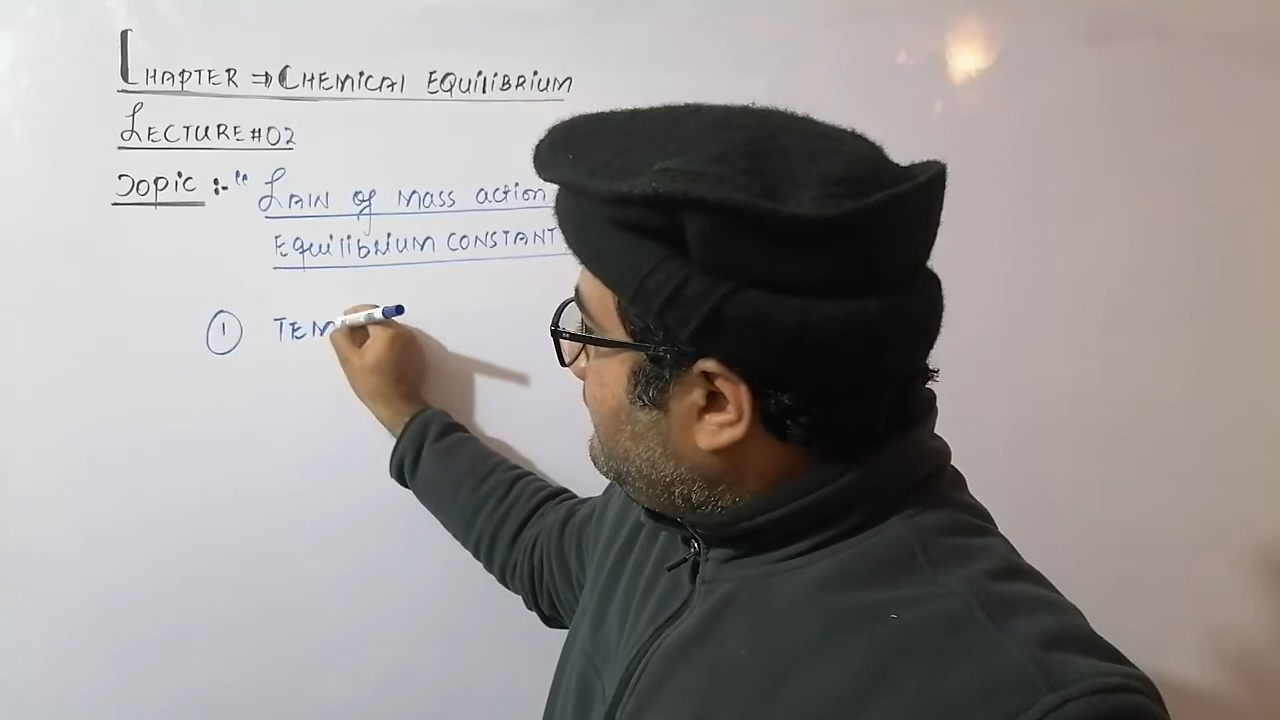 CHAPTER ⇒ CHEMICAL EQUILIBRIUM
LECTURE #02
TOPIC :- " LAW of MASS action
EQuilibRIUM CONSTANT
① TEM